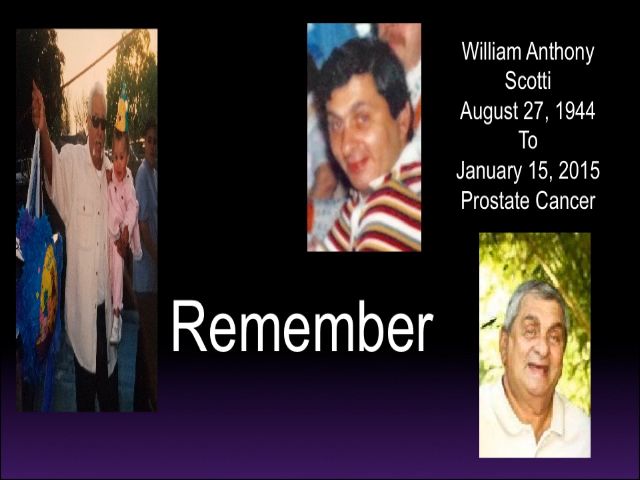 William Anthony
Scotti
August 27, 1944
To
January 15, 2015
Prostate Cancer
Remember